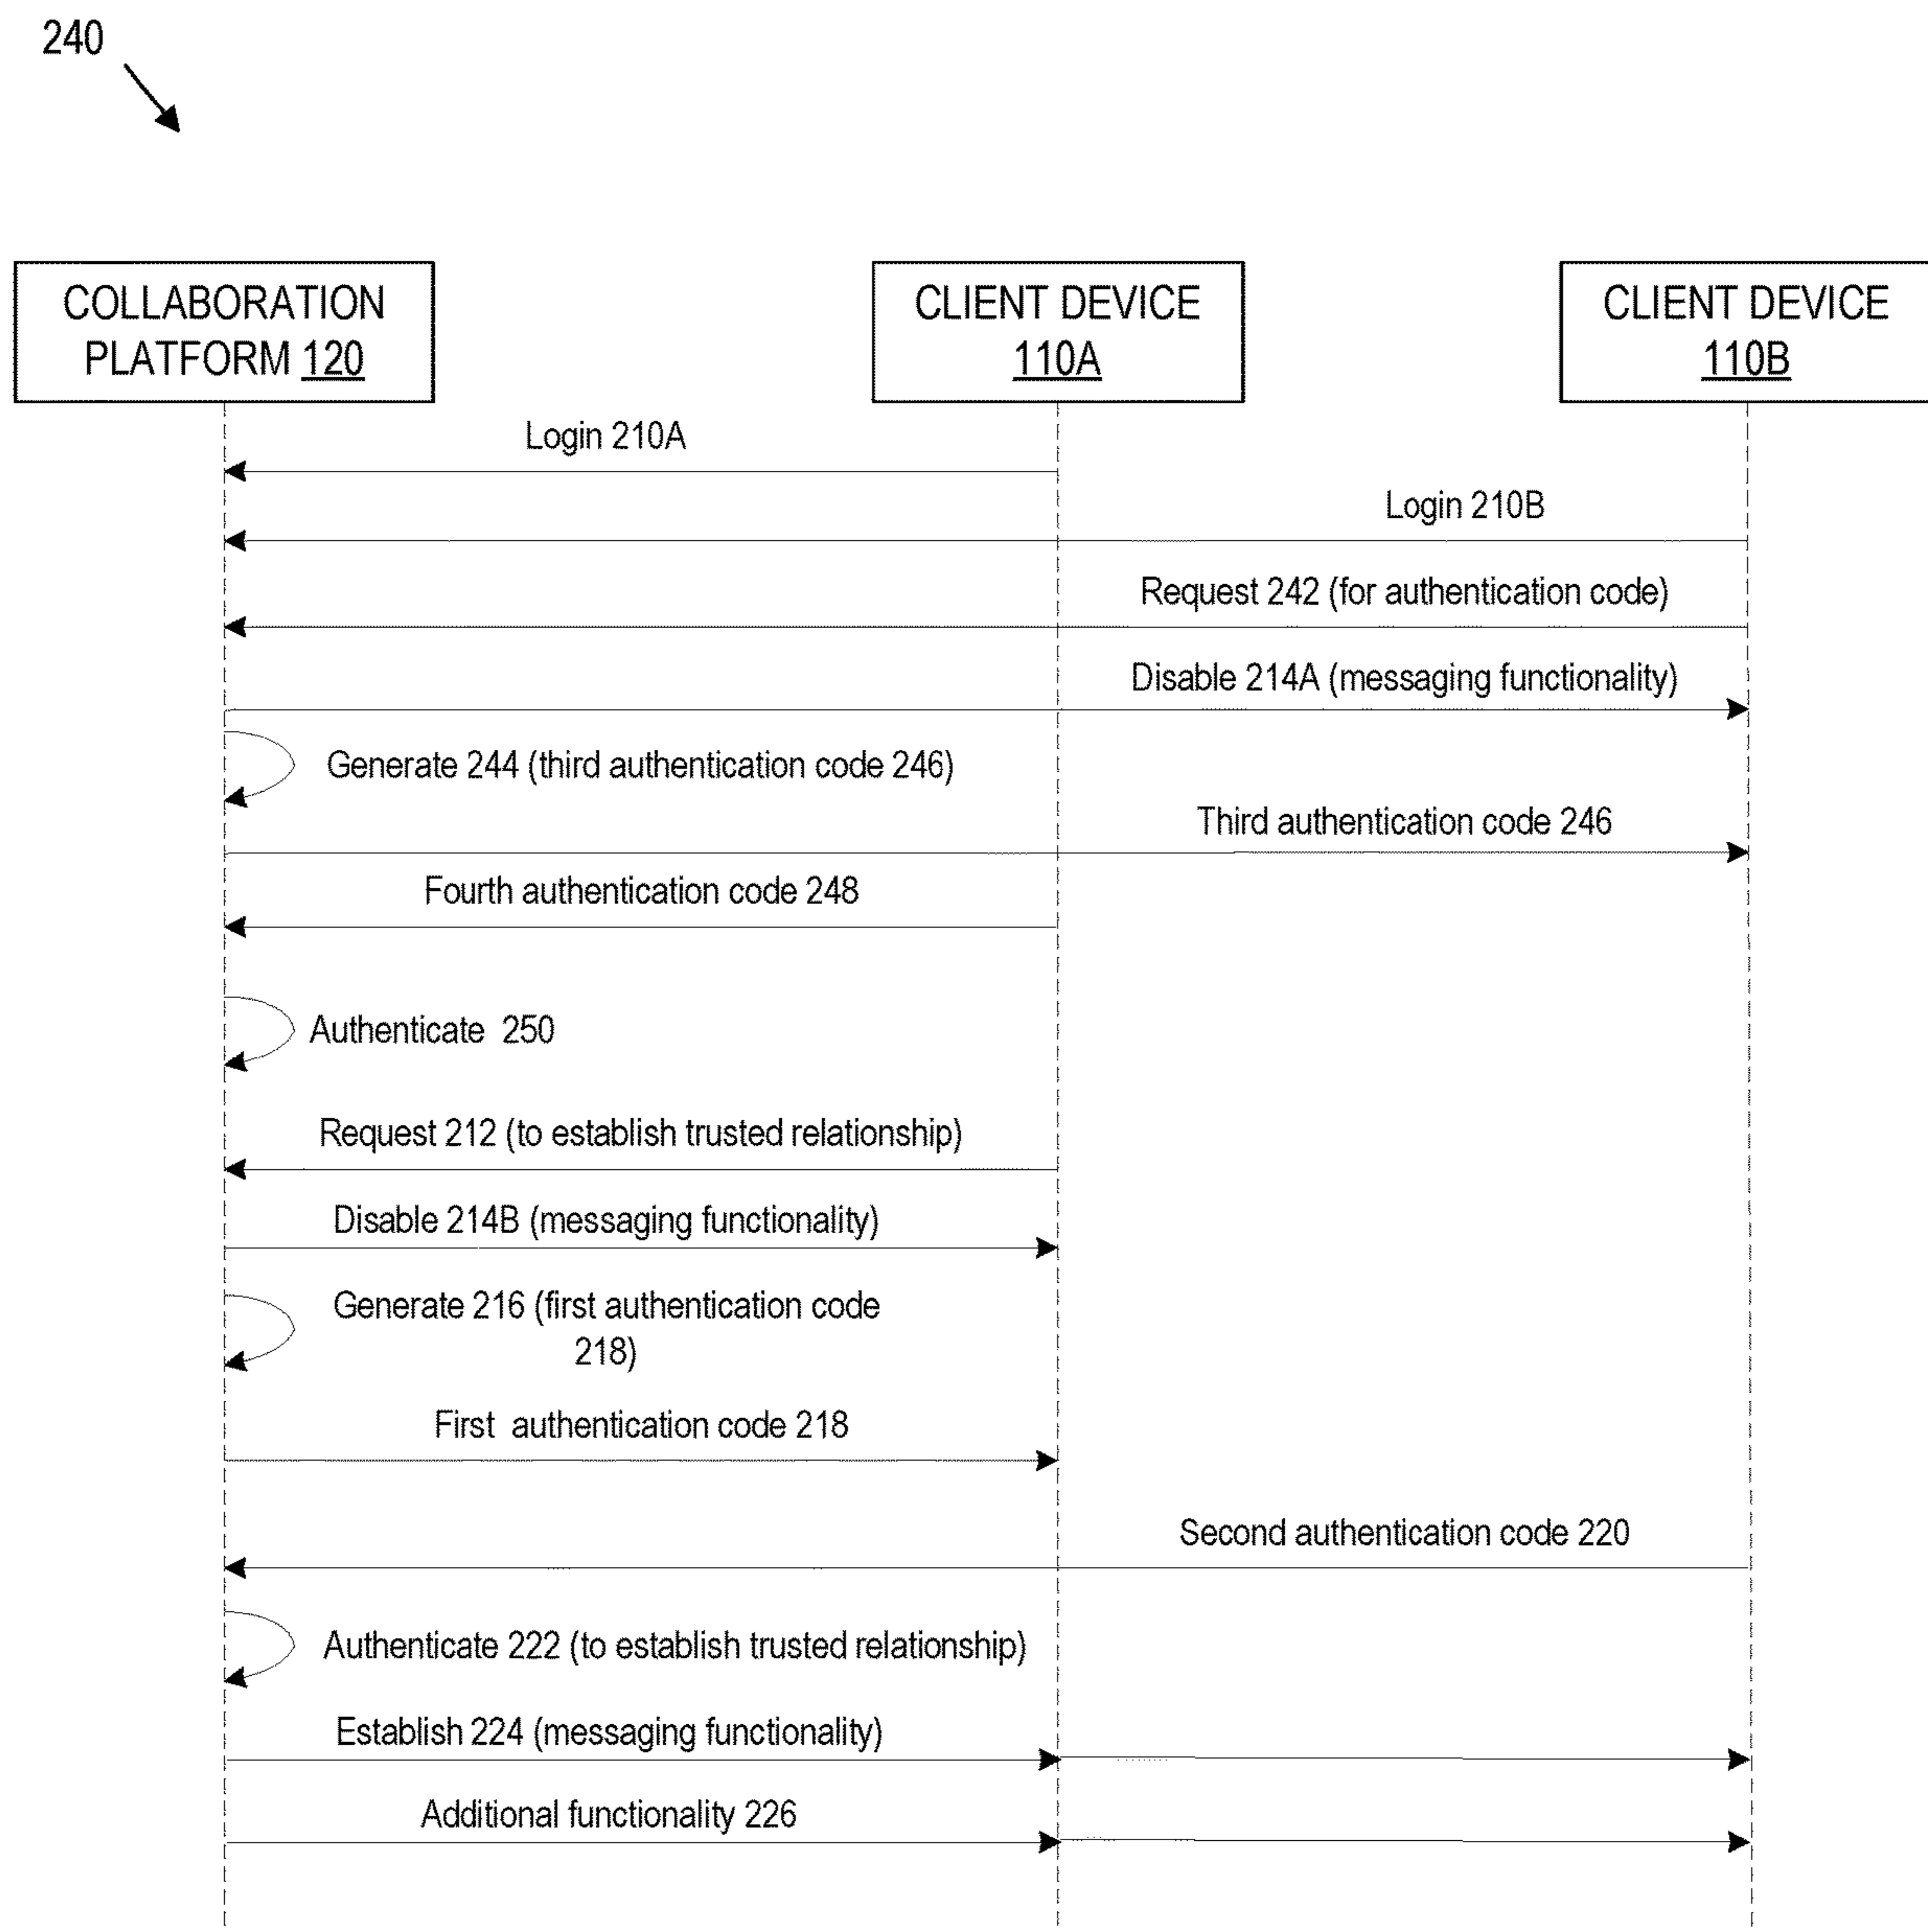 240
COLLABORATION
PLATFORM 120
CLIENT DEVICE
110A
CLIENT DEVICE
110B
Login 210A
Login 210B
Request 242 (for authentication code)
Disable 214A (messaging functionality)
Generate 244 (third authentication code 246)
Third authentication code 246
Fourth authentication code 248
Authenticate 250
Request 212 (to establish trusted relationship)
Disable 214B (messaging functionality)
Generate 216 (first authentication code
218)
First authentication code 218
Second authentication code 220
Authenticate 222 (to establish trusted relationship)
Establish 224 (messaging functionality)
Additional functionality 226